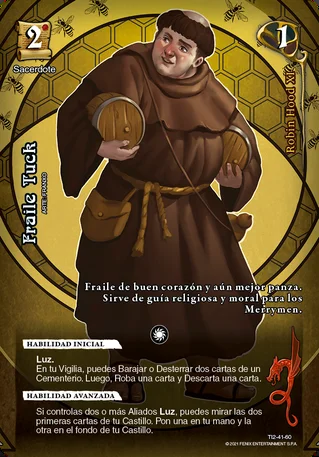 2
1
Sacerdote
Robin Hood XII
Fraile Tuck
ARTE: FRANKO
Fraile de buen corazón y aún mejor panza.
Sirve de guía religiosa y moral para los
Merrymen.
HABILIDAD INICIAL
Luz.
En tu Vigilia, puedes Barajar o Desterrar dos cartas de un
Cementerio. Luego, Roba una carta y Descarta una carta.
HABILIDAD AVANZADA
Si controlas dos o más Aliados Luz, puedes mirar las dos
primeras cartas de tu Castillo. Pon una en tu mano y la
otra en el fondo de tu Castillo.
TI2-41-60
© 2021 FENIX ENTERTAINMENT S.P.A.